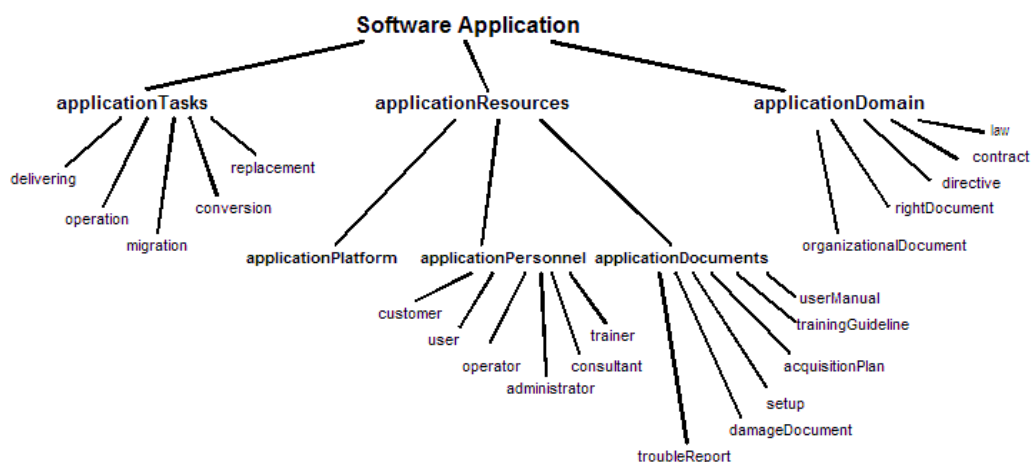 Software Application
applicationTasks
applicationResources
applicationDomain
delivering
operation
migration
conversion
replacement
law
contract
directive
rightDocument
organizationalDocument
applicationPlatform
applicationPersonnel
applicationDocuments
customer
user
operator
administrator
consultant
trainer
userManual
trainingGuideline
acquisitionPlan
setup
damageDocument
troubleReport